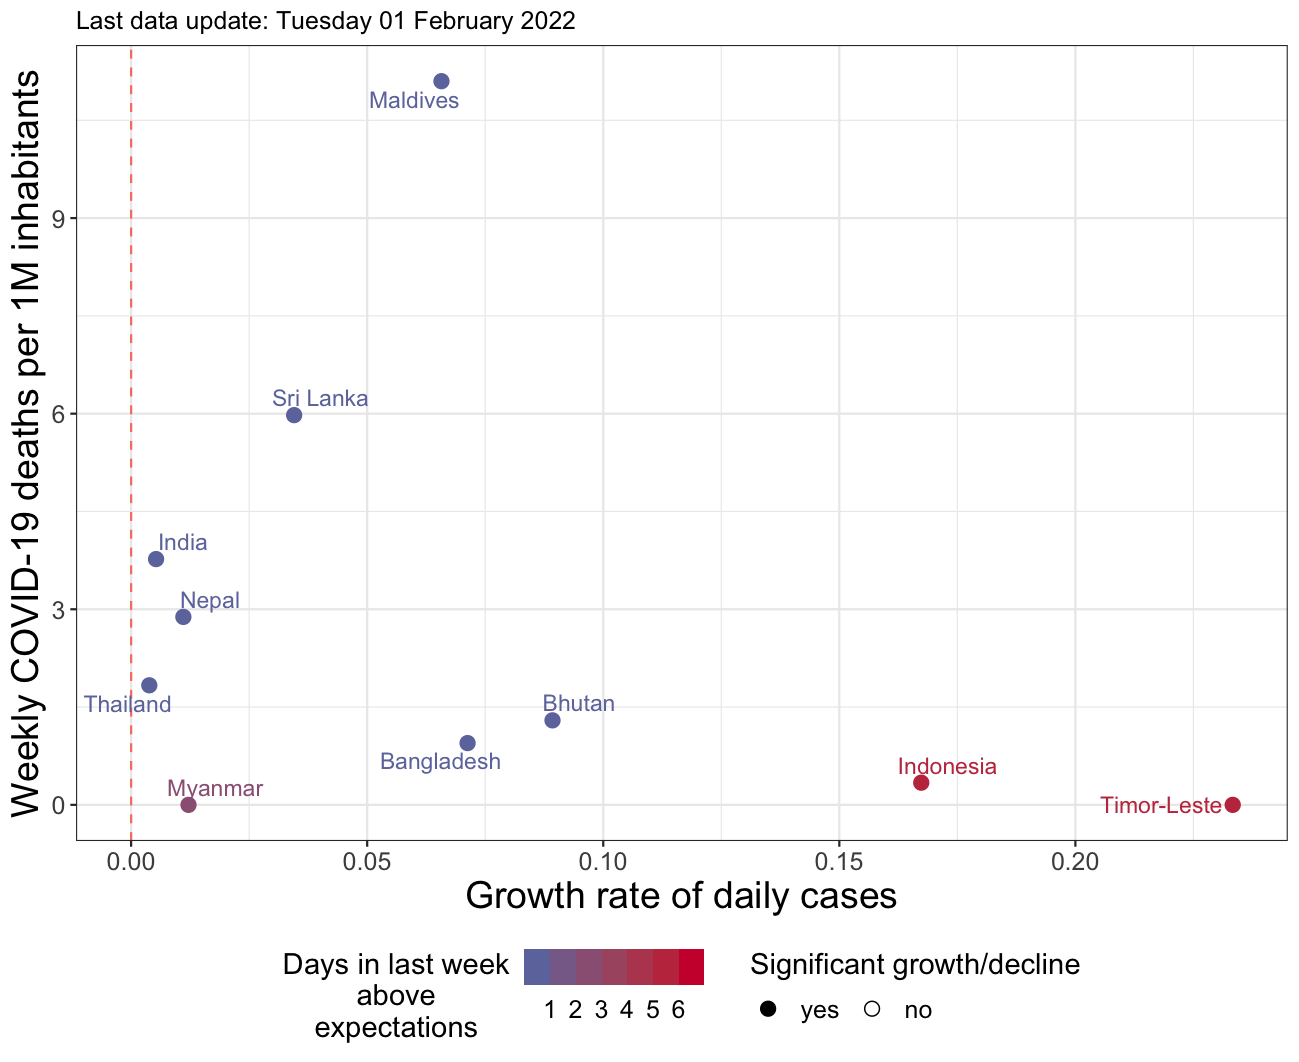 Last data update: Tuesday 01 February 2022
Weekly COVID-19 deaths per 1M inhabitants
Maldives
9
Sri Lanka
6
India
Nepal
3
Thailand
Bhutan
Bangladesh
Indonesia
Myanmar
0
Timor-Leste
0.00 0.05 0.10 0.15 0.20
Growth rate of daily cases
Days in last week
above
expectations
1 2 3 4 5 6
Significant growth/decline
yes no